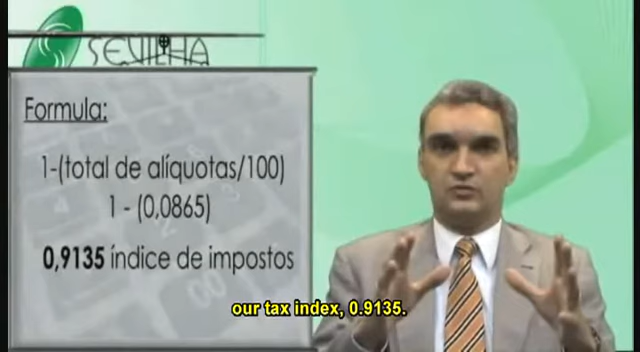 SEVILHA
Formula:
1-(total de alíquotas/100)
1 - (0,0865)
0,9135 índice de impostos
our tax index, 0.9135.